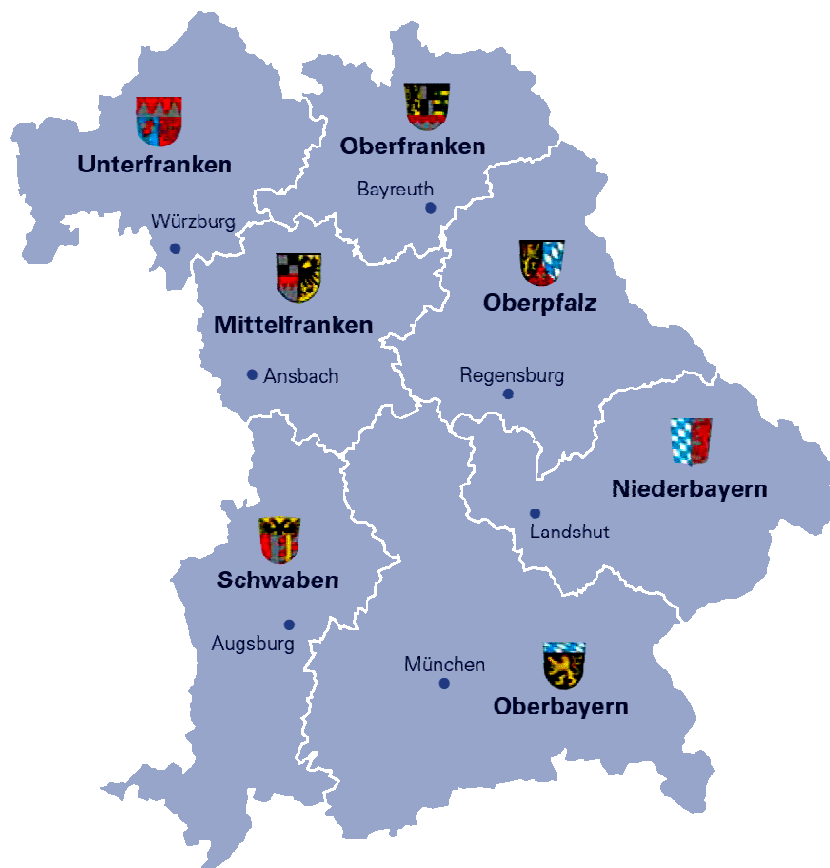 Oberfranken
Unterfranken
Bayreuth
Würzburg
Oberpfalz
Mittelfranken
Ansbach
Regensburg
Niederbayern
Landshut
Schwaben
Augsburg
München
Oberbayern